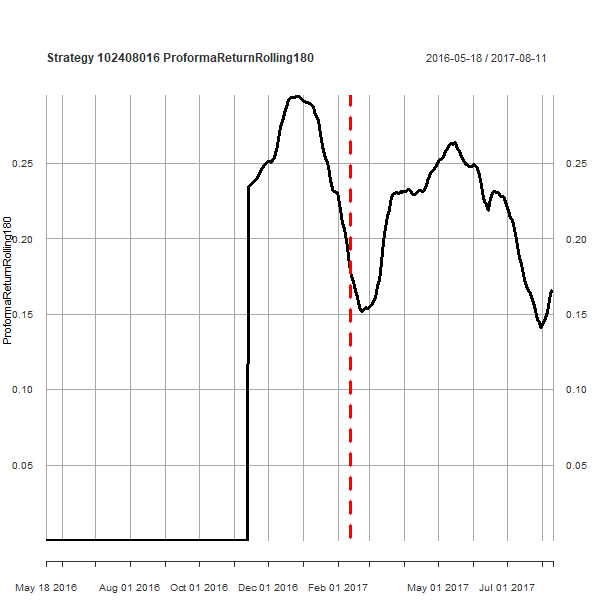 Strategy 102408016 ProformaReturnRolling180
2016-05-18 / 2017-08-11
ProformaReturnRolling180
0.25
0.20
0.15
0.10
0.05
0.25
0.20
0.15
0.10
0.05
May 18 2016
Aug 01 2016
Oct 01 2016
Dec 01 2016
Feb 01 2017
May 01 2017
Jul 01 2017